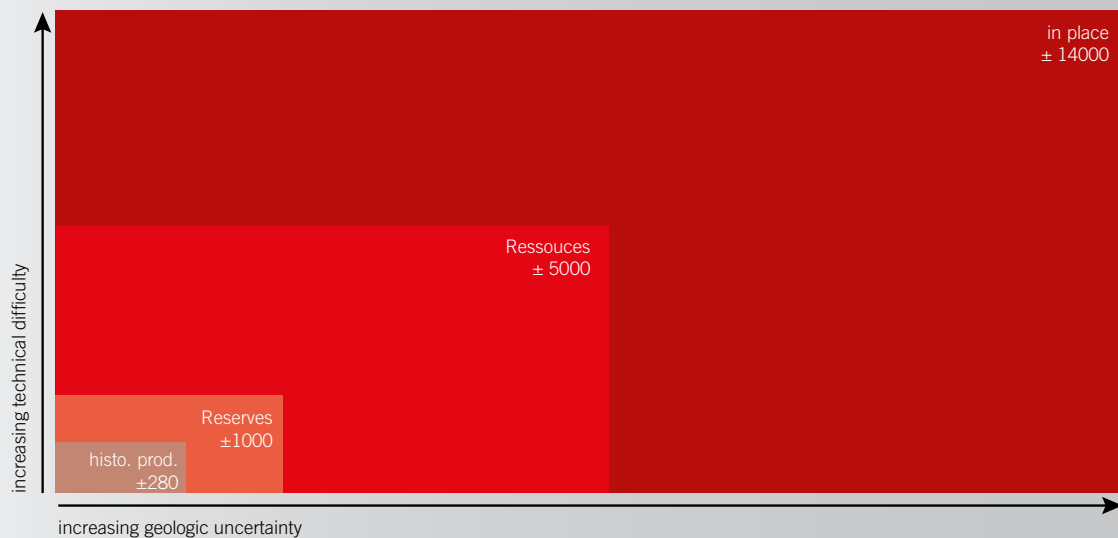 in place
± 14000
Ressouces
± 5000
Reserves
±1000
histo. prod.
±280
increasing technical difficulty
increasing geologic uncertainty